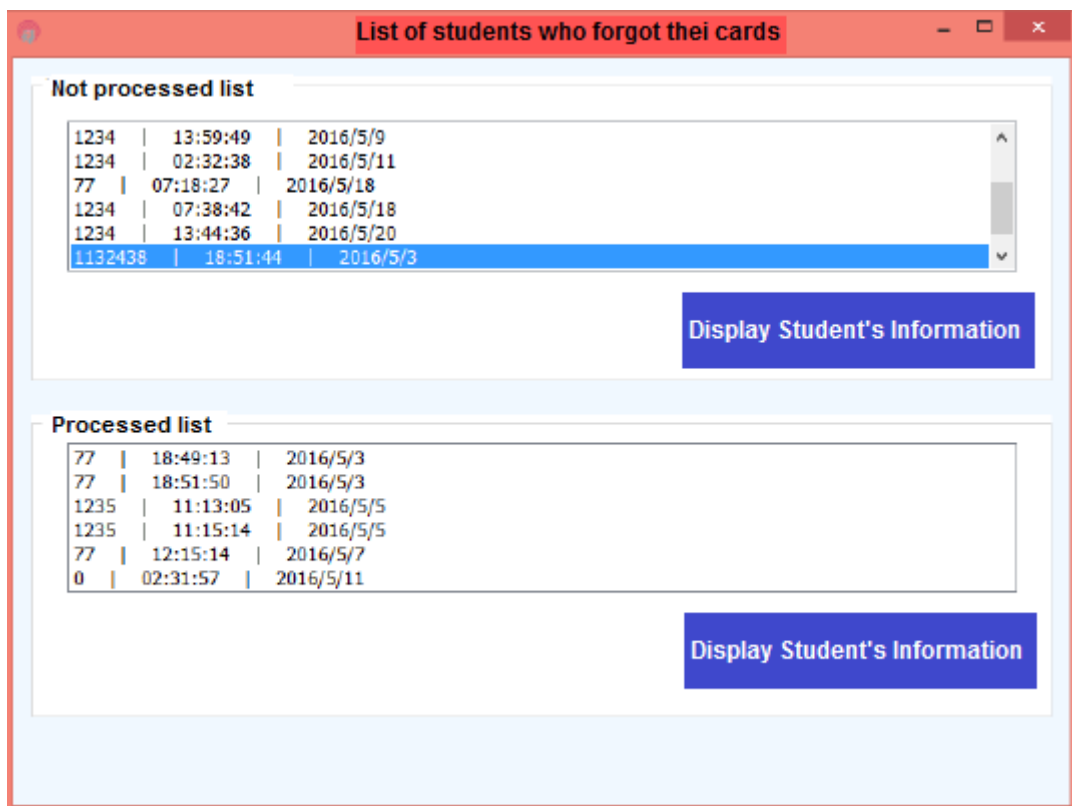 List of students who forgot thei cards
Not processed list
1234 | 13:59:49 | 2016/5/9
1234 | 02:32:38 | 2016/5/11
77 | 07:18:27 | 2016/5/18
1234 | 07:38:42 | 2016/5/18
1234 | 13:44:36 | 2016/5/20
1132438 | 18:51:44 | 2016/5/3
Display Student's Information
Processed list
77 | 18:49:13 | 2016/5/3
77 | 18:51:50 | 2016/5/3
1235 | 11:13:05 | 2016/5/5
1235 | 11:15:14 | 2016/5/5
77 | 12:15:14 | 2016/5/7
0 | 02:31:57 | 2016/5/11
Display Student's Information